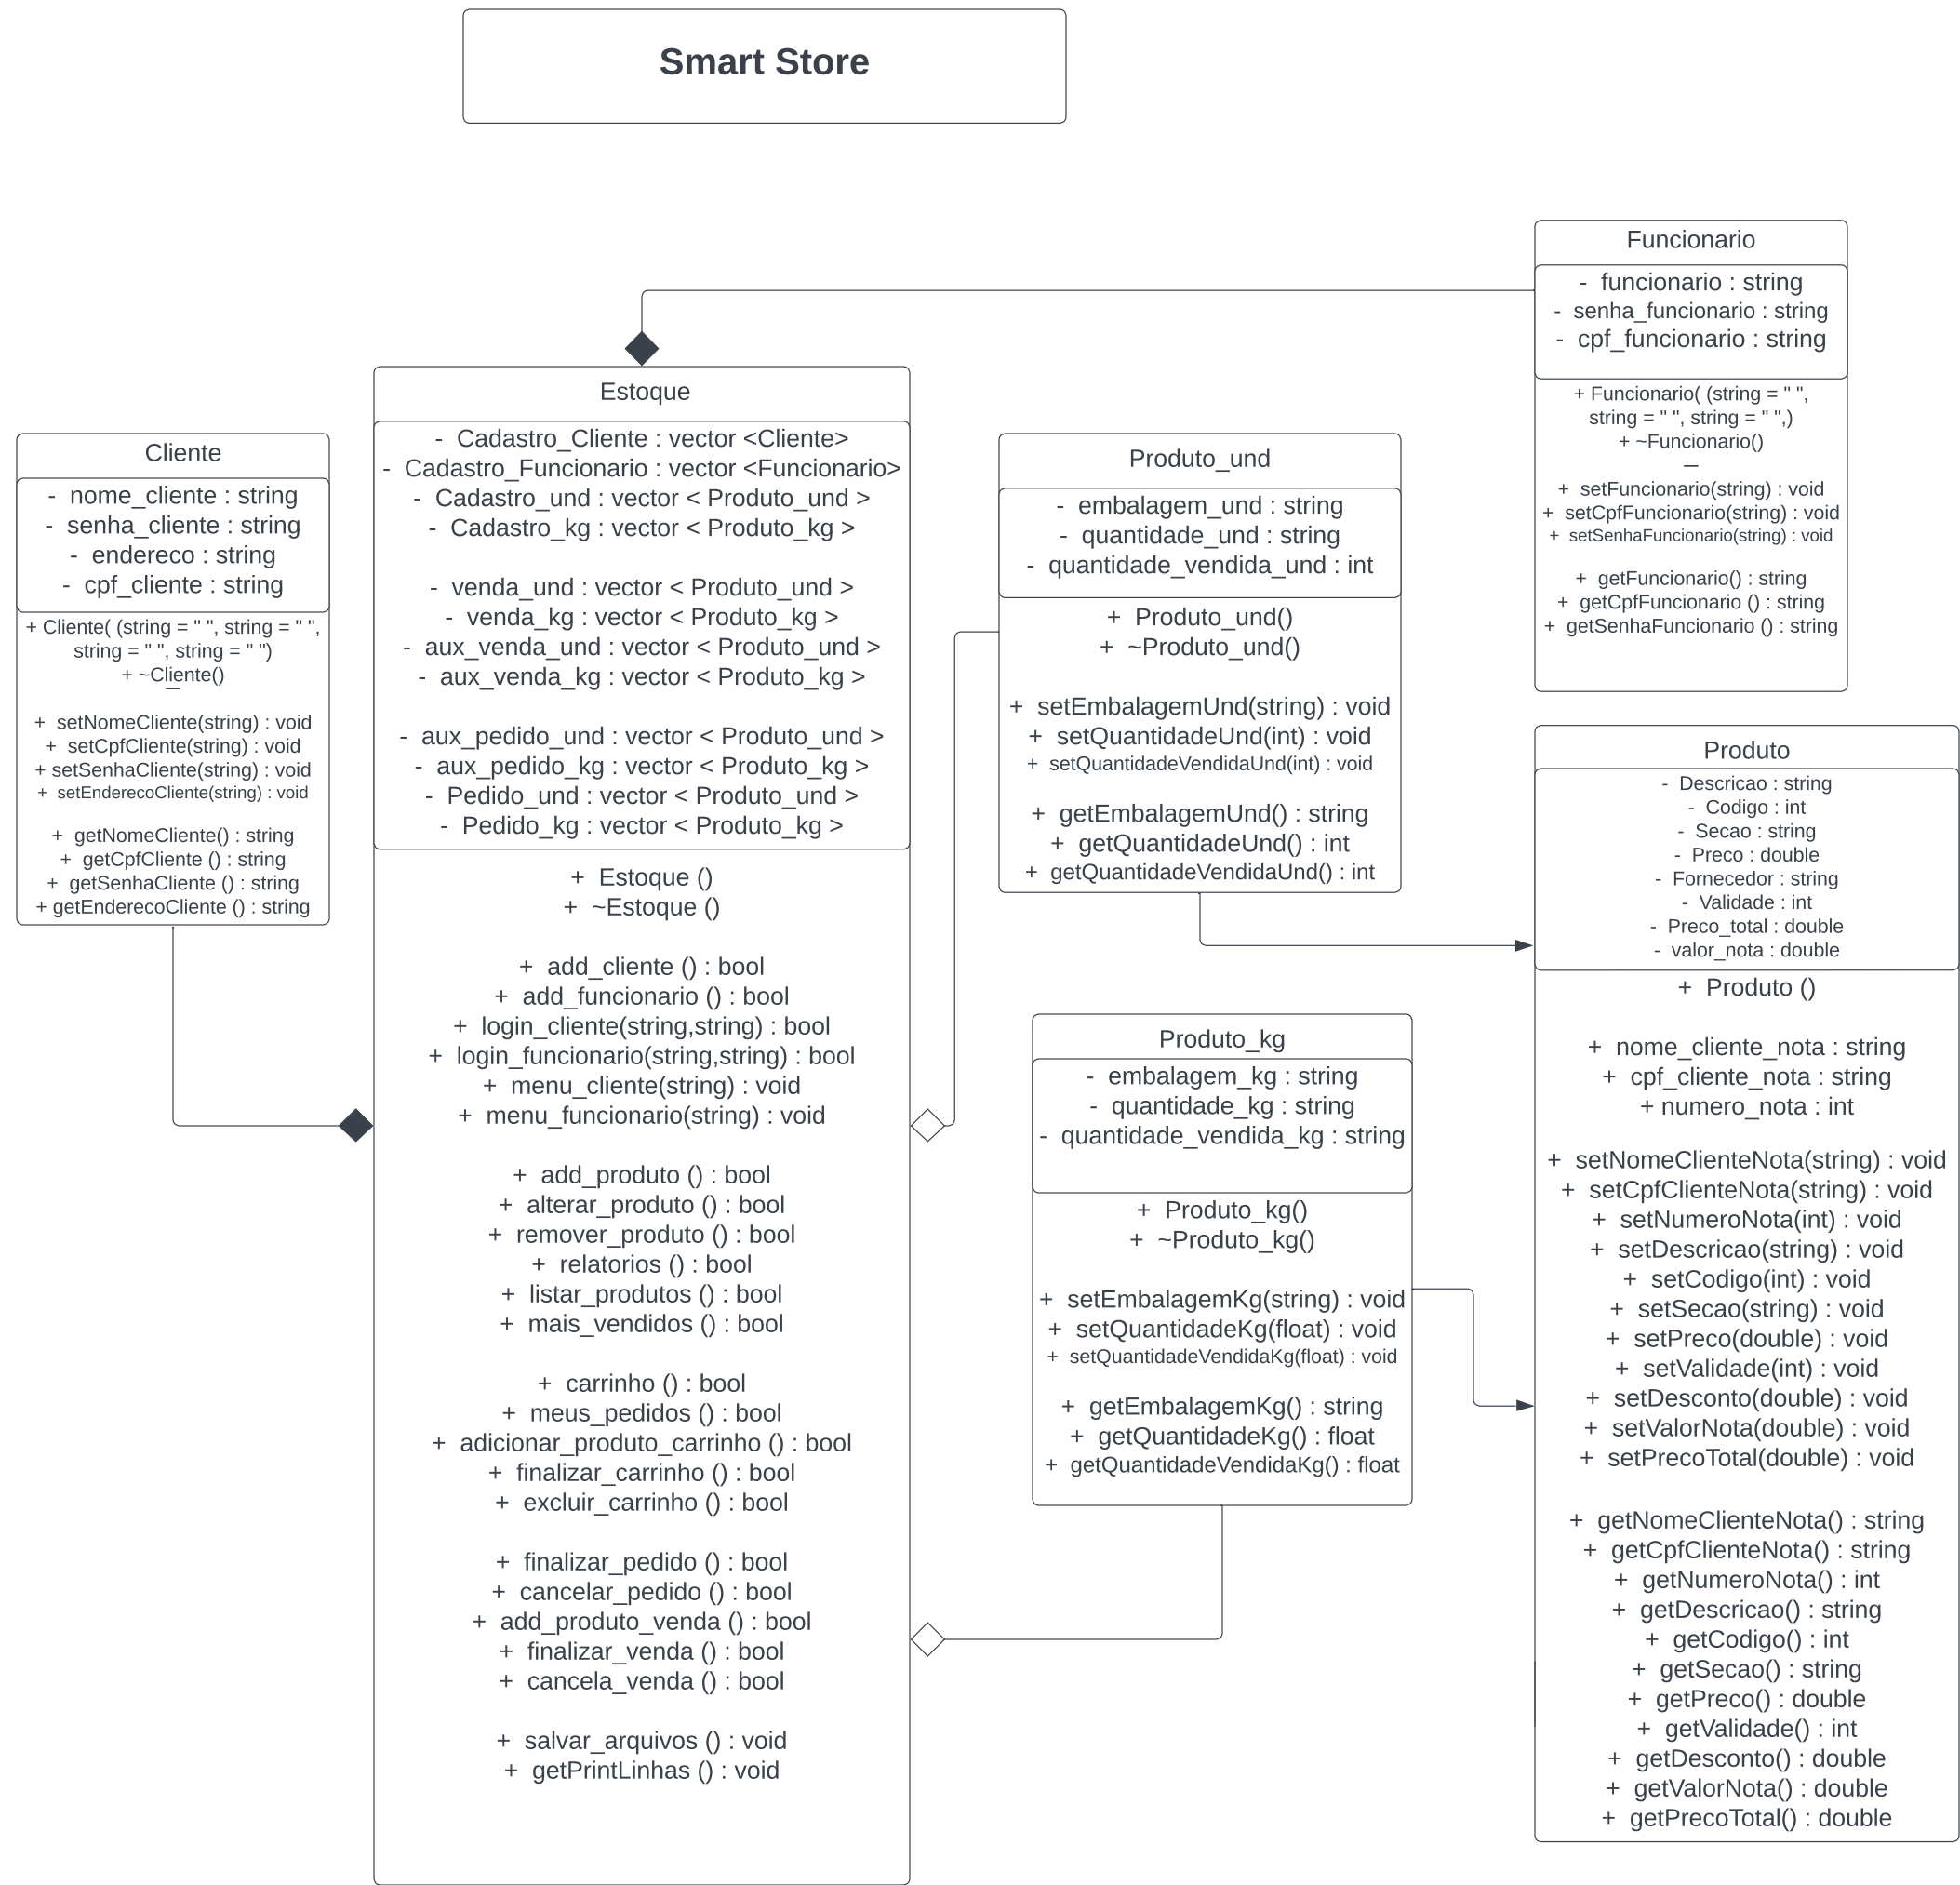 Smart Store
Funcionario
- funcionario : string
- senha_funcionario : string
- cpf_funcionario : string
+ Funcionario( (string = " ",
string = " ", string = " ",)
+ ~Funcionario()
_
+ setFuncionario(string) : void
+ setCpfFuncionario(string) : void
+ setSenhaFuncionario(string) : void
+ getFuncionario() : string
+ getCpfFuncionario () : string
+ getSenhaFuncionario () : string
Cliente
- nome_cliente : string
- senha_cliente : string
- endereco : string
- cpf_cliente : string
+ Cliente( (string = " ", string = " ",
string = " ", string = " ")
+ ~Cliente()
_
+ setNomeCliente(string) : void
+ setCpfCliente(string) : void
+ setSenhaCliente(string) : void
+ setEnderecoCliente(string) : void
+ getNomeCliente() : string
+ getCpfCliente () : string
+ getSenhaCliente () : string
+ getEnderecoCliente () : string
Estoque
- Cadastro_Cliente : vector <Cliente>
- Cadastro_Funcionario : vector <Funcionario>
- Cadastro_und : vector < Produto_und >
- Cadastro_kg : vector < Produto_kg >
- venda_und : vector < Produto_und >
- venda_kg : vector < Produto_kg >
- aux_venda_und : vector < Produto_und >
- aux_venda_kg : vector < Produto_kg >
- aux_pedido_und : vector < Produto_und >
- aux_pedido_kg : vector < Produto_kg >
- Pedido_und : vector < Produto_und >
- Pedido_kg : vector < Produto_kg >
+ Estoque ()
+ ~Estoque ()
+ add_cliente () : bool
+ add_funcionario () : bool
+ login_cliente(string,string) : bool
+ login_funcionario(string,string) : bool
+ menu_cliente(string) : void
+ menu_funcionario(string) : void
+ add_produto () : bool
+ alterar_produto () : bool
+ remover_produto () : bool
+ relatorios () : bool
+ listar_produtos () : bool
+ mais_vendidos () : bool
+ carrinho () : bool
+ meus_pedidos () : bool
+ adicionar_produto_carrinho () : bool
+ finalizar_carrinho () : bool
+ excluir_carrinho () : bool
+ finalizar_pedido () : bool
+ cancelar_pedido () : bool
+ add_produto_venda () : bool
+ finalizar_venda () : bool
+ cancela_venda () : bool
+ salvar_arquivos () : void
+ getPrintLinhas () : void
Produto_und
- embalagem_und : string
- quantidade_und : string
- quantidade_vendida_und : int
+ Produto_und()
+ ~Produto_und()
+ setEmbalagemUnd(string) : void
+ setQuantidadeUnd(int) : void
+ setQuantidadeVendidaUnd(int) : void
+ getEmbalagemUnd() : string
+ getQuantidadeUnd() : int
+ getQuantidadeVendidaUnd() : int
Produto_kg
- embalagem_kg : string
- quantidade_kg : string
- quantidade_vendida_kg : string
+ Produto_kg()
+ ~Produto_kg()
+ setEmbalagemKg(string) : void
+ setQuantidadeKg(float) : void
+ setQuantidadeVendidaKg(float) : void
+ getEmbalagemKg() : string
+ getQuantidadeKg() : float
+ getQuantidadeVendidaKg() : float
Produto
- Descricao : string
- Codigo : int
- Secao : string
- Preco : double
- Fornecedor : string
- Validade : int
- Preco_total : double
- valor_nota : double
+ Produto ()
+ nome_cliente_nota : string
+ cpf_cliente_nota : string
+ numero_nota : int
+ setNomeClienteNota(string) : void
+ setCpfClienteNota(string) : void
+ setNumeroNota(int) : void
+ setDescricao(string) : void
+ setCodigo(int) : void
+ setSecao(string) : void
+ setPreco(double) : void
+ setValidade(int) : void
+ setDesconto(double) : void
+ setValorNota(double) : void
+ setPrecoTotal(double) : void
+ getNomeClienteNota() : string
+ getCpfClienteNota() : string
+ getNumeroNota() : int
+ getDescricao() : string
+ getCodigo() : int
+ getSecao() : string
+ getPreco() : double
+ getValidade() : int
+ getDesconto() : double
+ getValorNota() : double
+ getPrecoTotal() : double